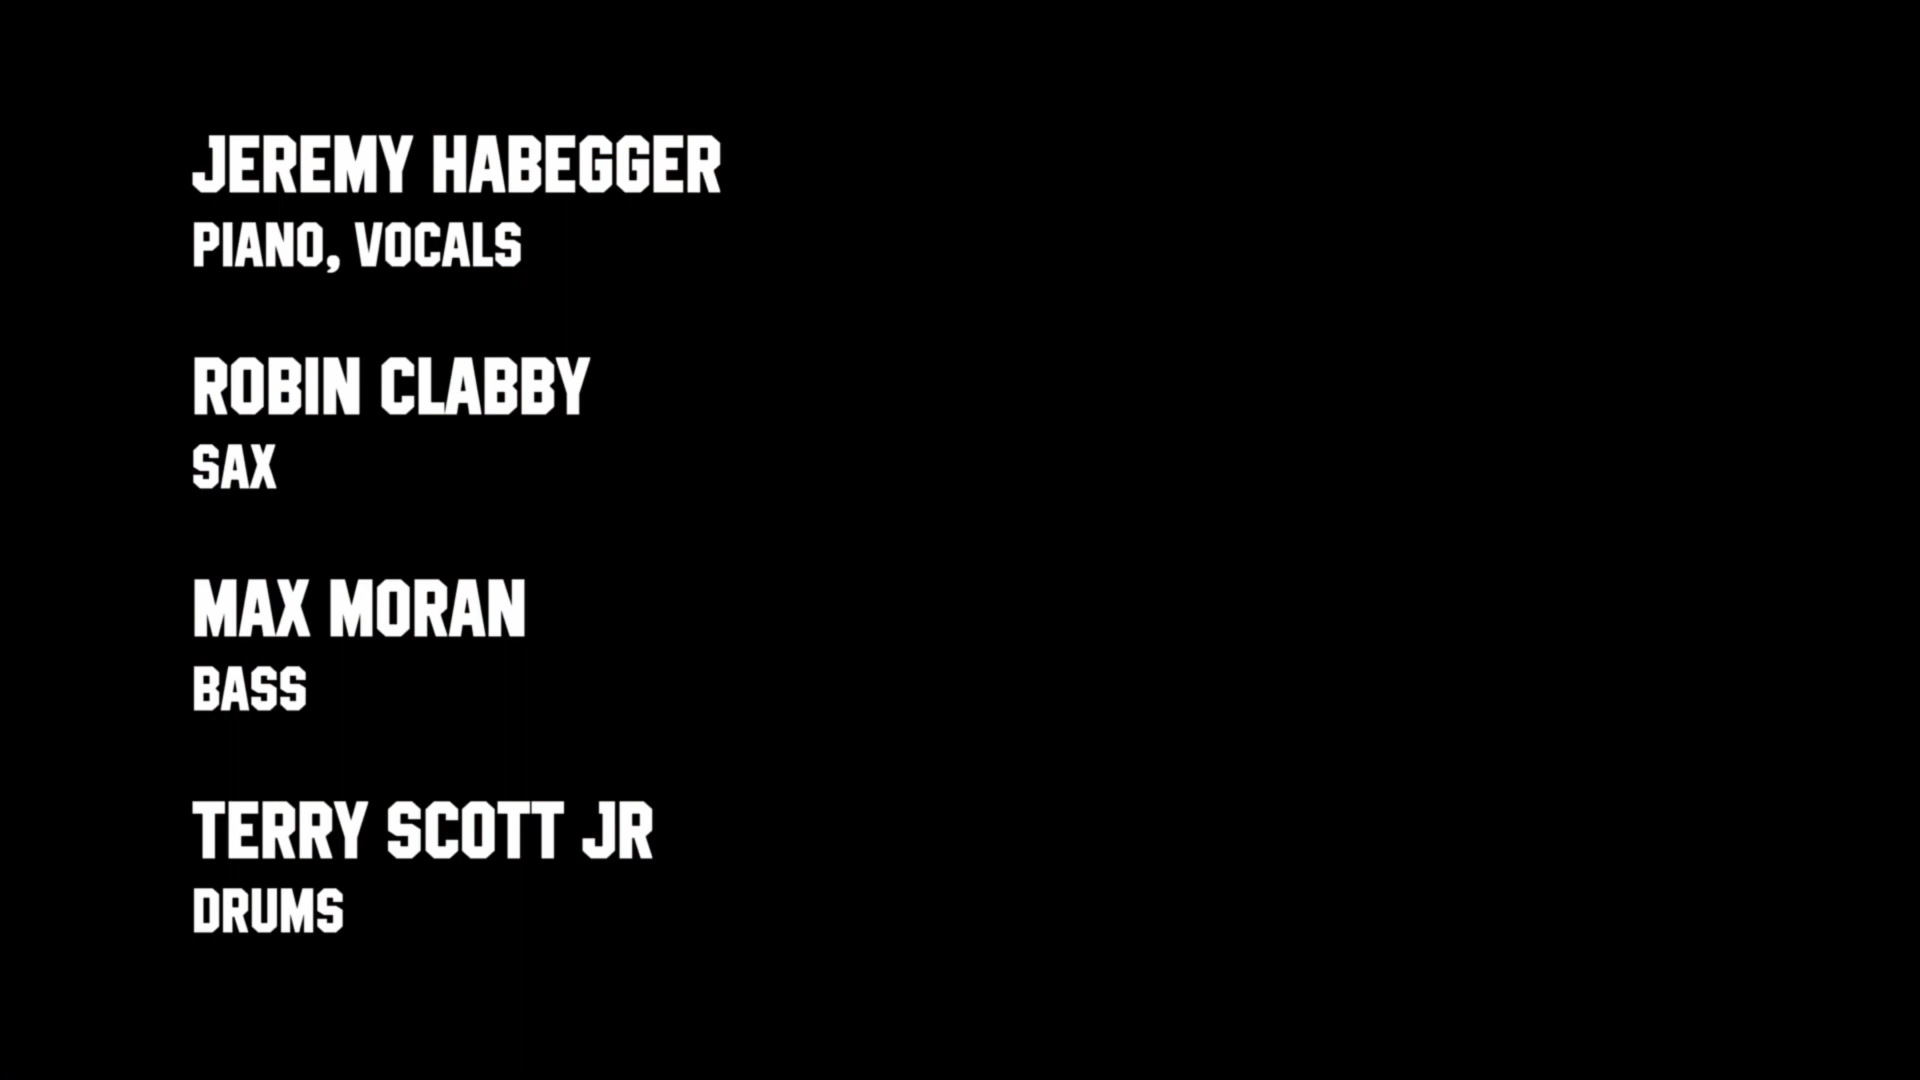 JEREMY HABEGGER
PIANO, VOCALS
ROBIN CLABBY
SAX
MAX MORAN
BASS
TERRY SCOTT JR
DRUMS